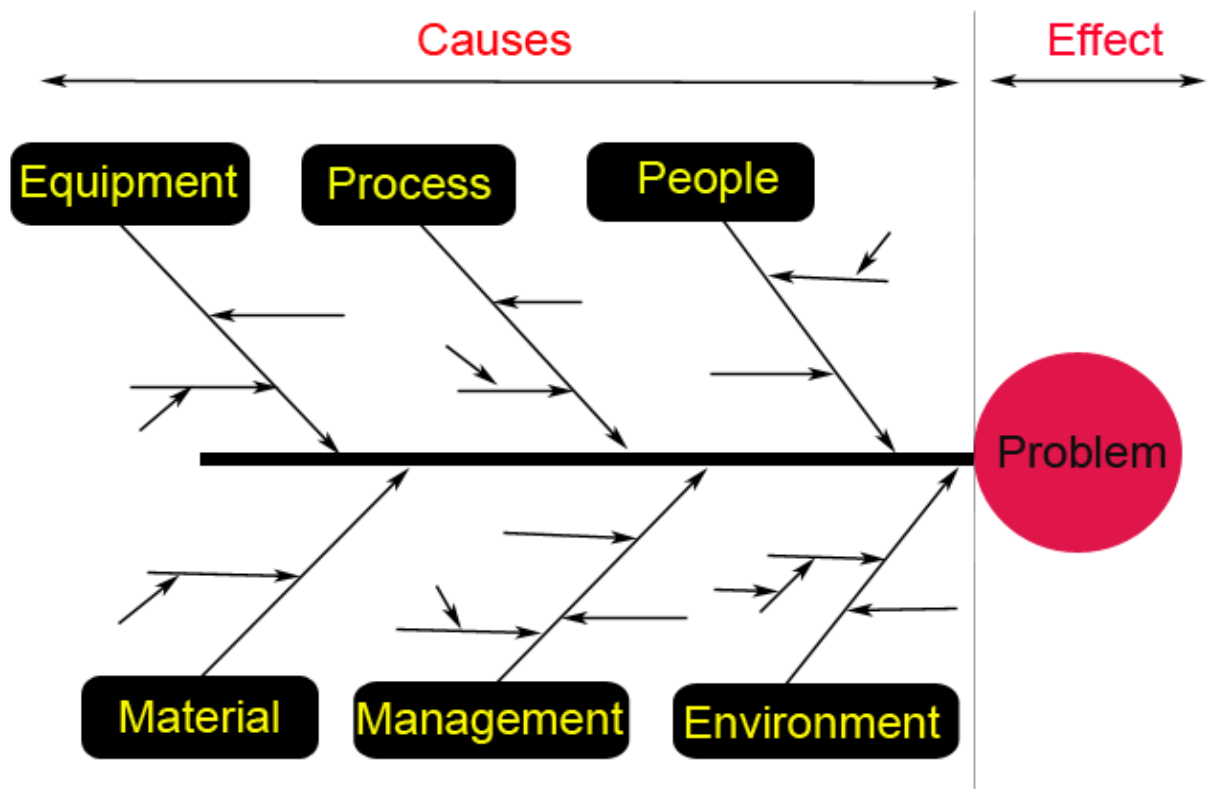 Causes
Effect
Equipment
Process
People
Problem
Material
Management
Environment